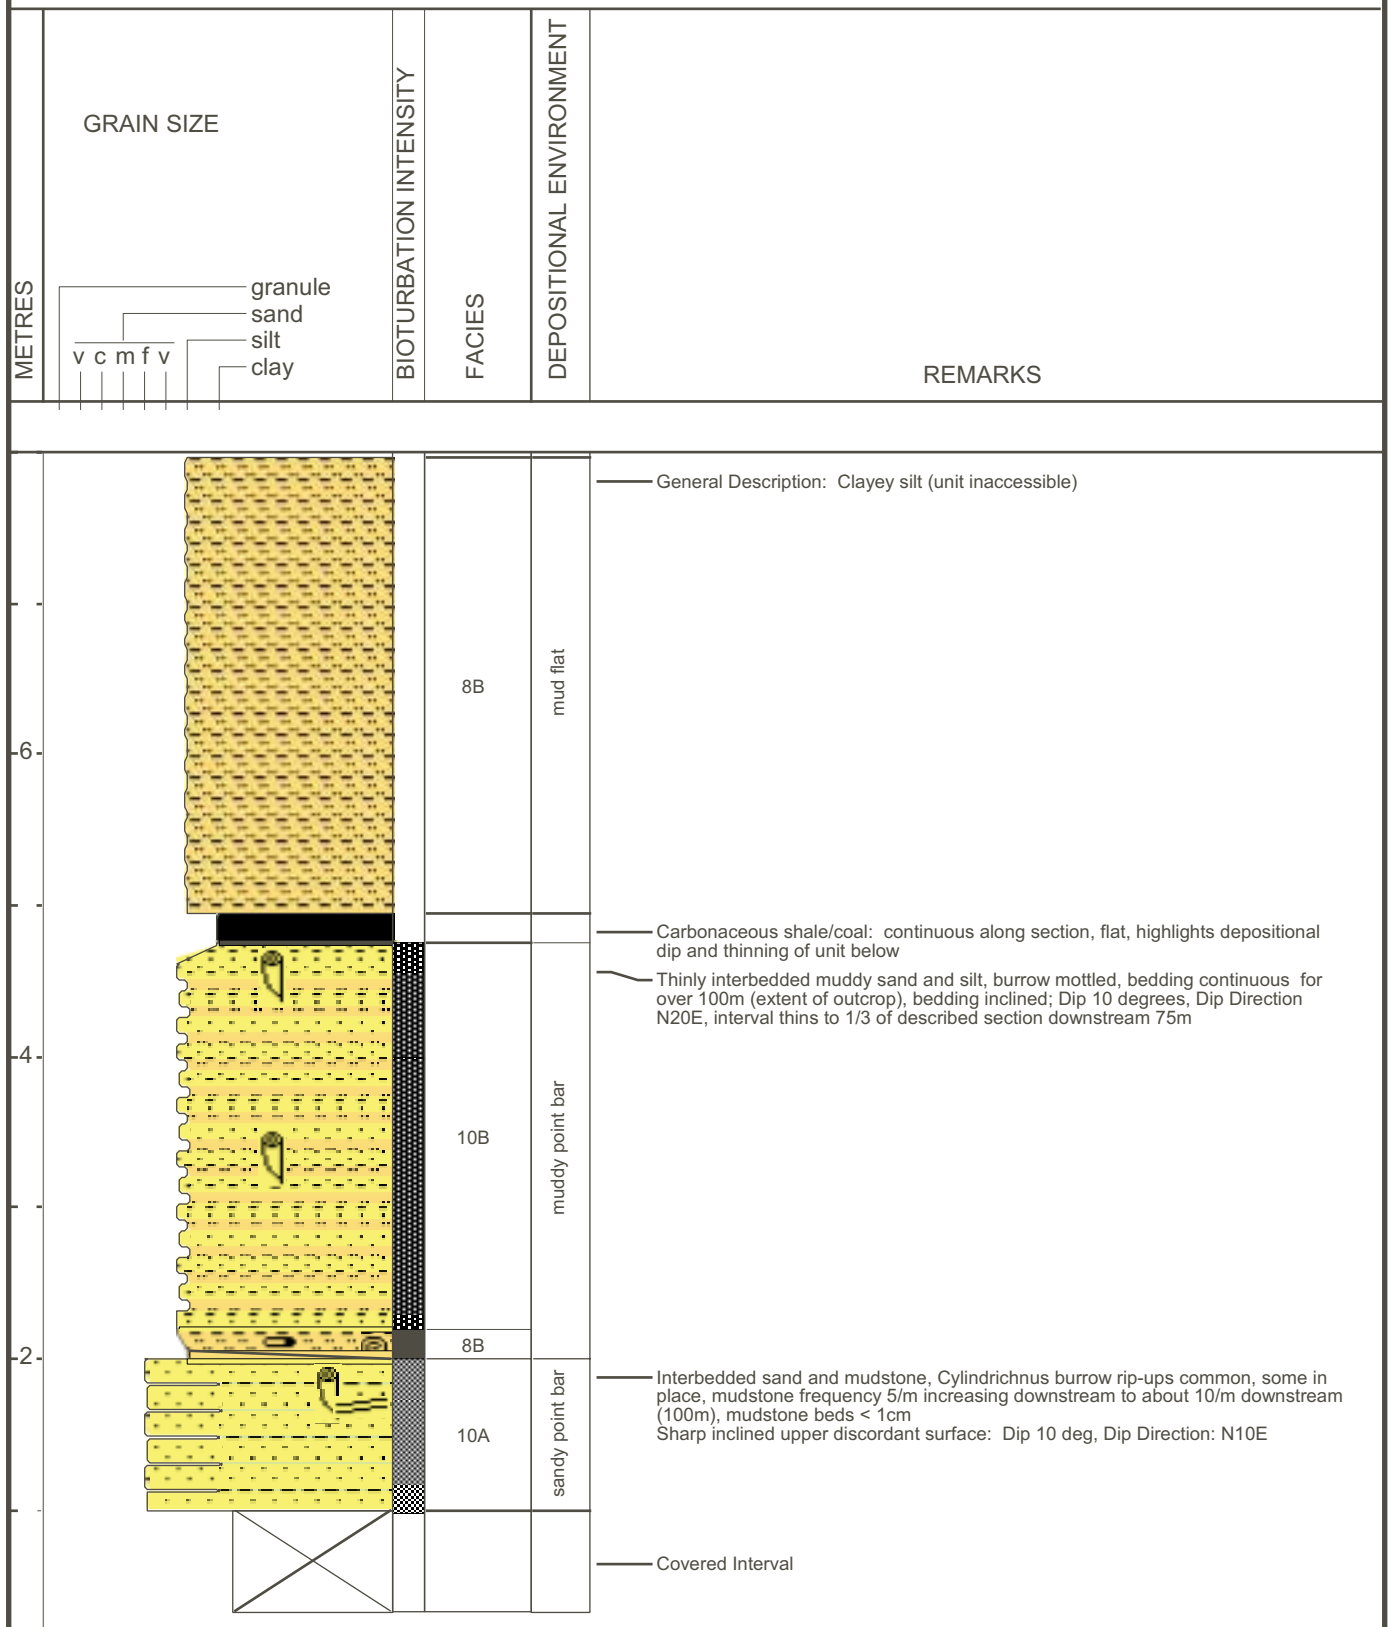 GRAIN SIZE
granule
sand
silt
clay
v c m f v
METRES
BIOTURBATION INTENSITY
FACIES
DEPOSITIONAL ENVIRONMENT
REMARKS
General Description: Clayey silt (unit inaccessible)
8B
mud flat
6
Carbonaceous shale/coal: continuous along section, flat, highlights depositional
dip and thinning of unit below
Thinly interbedded muddy sand and silt, burrow mottled, bedding continuous for
over 100m (extent of outcrop), bedding inclined; Dip 10 degrees, Dip Direction
N20E, interval thins to 1/3 of described section downstream 75m
4
10B
muddy point bar
8B
2
Interbedded sand and mudstone, Cylindrichnus burrow rip-ups common, some in
place, mudstone frequency 5/m increasing downstream to about 10/m downstream
(100m), mudstone beds < 1cm
Sharp inclined upper discordant surface: Dip 10 deg, Dip Direction: N10E
10A
sandy point bar
Covered Interval